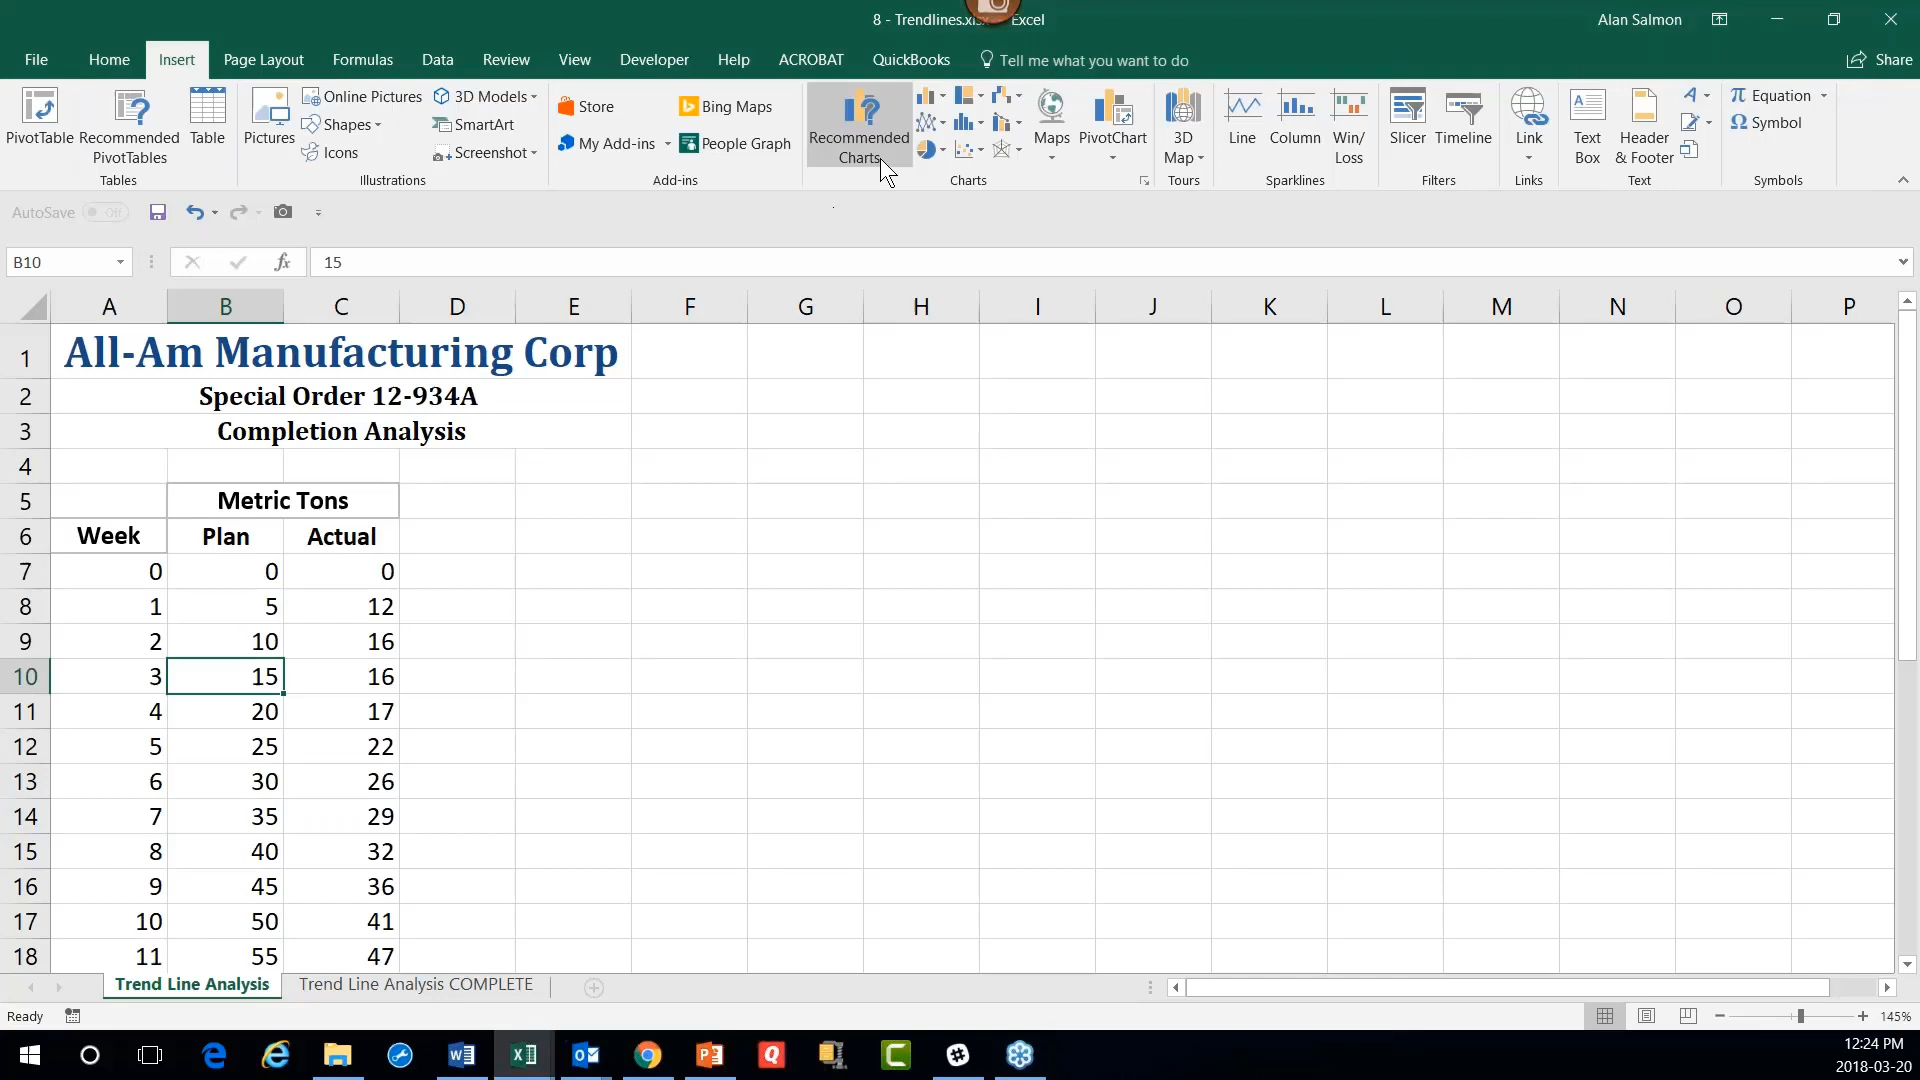 8 - Trendlines.xlsx - Excel
Alan Salmon
File Home Insert Page Layout Formulas Data Review View Developer Help ACROBAT QuickBooks Tell me what you want to do Share
PivotTable Recommended PivotTables Table
Tables
Pictures Online Pictures Shapes Icons 3D Models SmartArt Screenshot
Illustrations
Store My Add-ins Bing Maps People Graph
Add-ins
Recommended Charts Maps PivotChart
Charts
3D Map
Tours
Line Column Win/Loss
Sparklines
Slicer Timeline
Filters
Link
Links
Text Box Header & Footer
Text
Equation Symbol
Symbols
AutoSave Off
B10 fx 15
A B C D E F G H I J K L M N O P
1 All-Am Manufacturing Corp
2 Special Order 12-934A
3 Completion Analysis
4
5 Metric Tons
6 Week Plan Actual
7 0 0 0
8 1 5 12
9 2 10 16
10 3 15 16
11 4 20 17
12 5 25 22
13 6 30 26
14 7 35 29
15 8 40 32
16 9 45 36
17 10 50 41
18 11 55 47
Trend Line Analysis Trend Line Analysis COMPLETE
Ready 145%
12:24 PM
2018-03-20